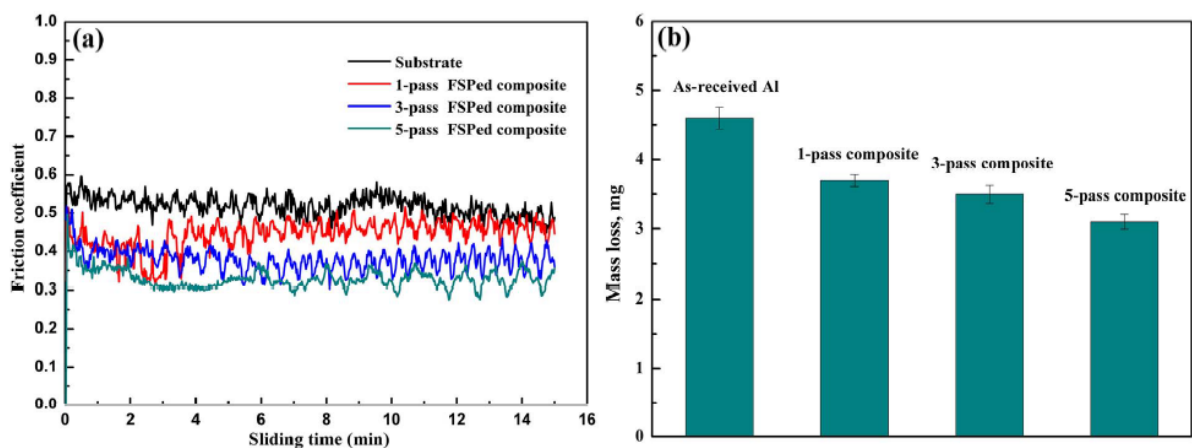 (a)
Substrate
1-pass FSPed composite
3-pass FSPed composite
5-pass FSPed composite
Friction coefficient
1.0
0.9
0.8
0.7
0.6
0.5
0.4
0.3
0.2
0.1
0.0
0 2 4 6 8 10 12 14 16
Sliding time (min)
(b)
As-received Al
1-pass composite
3-pass composite
5-pass composite
Mass loss, mg
6
5
4
3
2
1
0